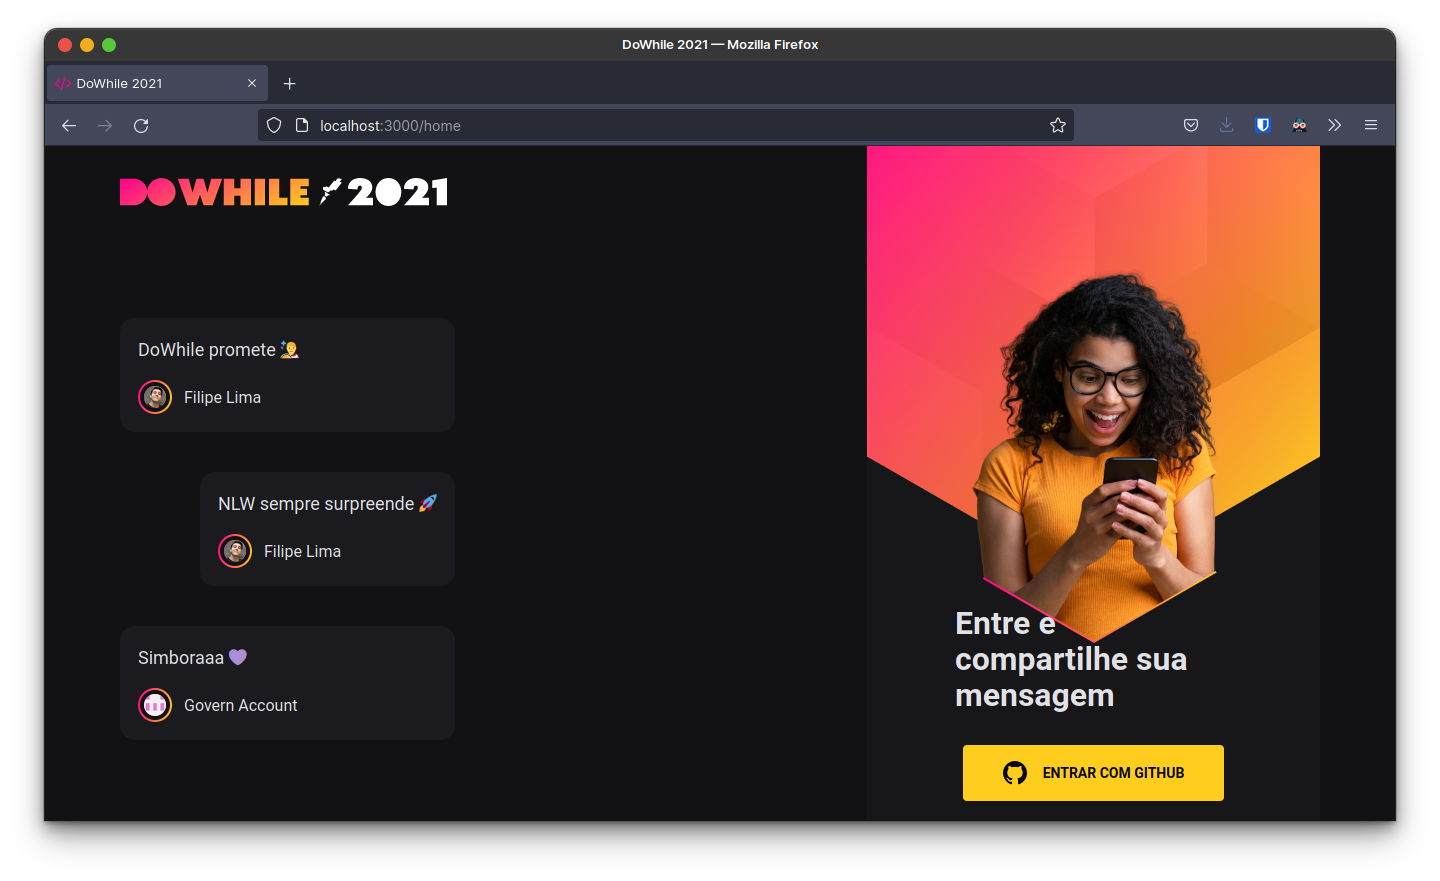 DoWhile 2021 — Mozilla Firefox
DoWhile 2021
localhost:3000/home
DOWHILE 2021
DoWhile promete 🧑‍🎤
Filipe Lima
NLW sempre surpreende 🚀
Filipe Lima
Simboraaa 💜
Govern Account
Entre e
compartilhe sua
mensagem
ENTRAR COM GITHUB